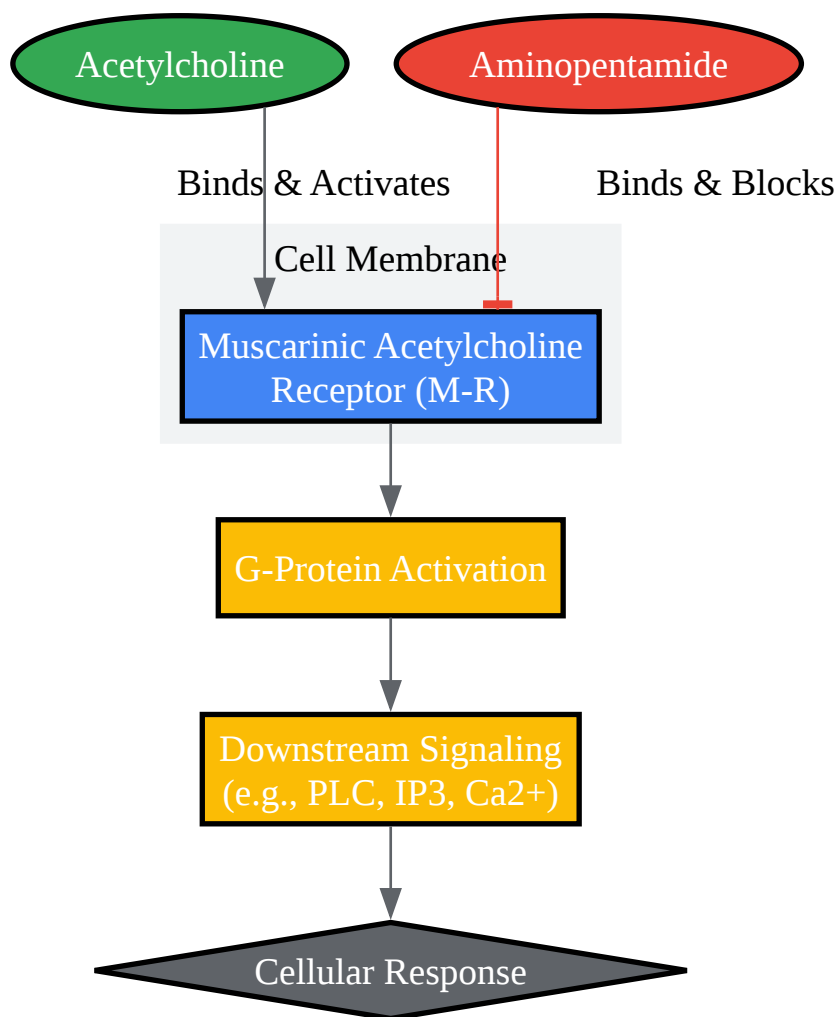 Acetylcholine
Aminopentamide
Binds & Activates
Binds & Blocks
Cell Membrane
Muscarinic Acetylcholine
Receptor (M-R)
G-Protein Activation
Downstream Signaling
(e.g., PLC, IP3, Ca2+)
Cellular Response